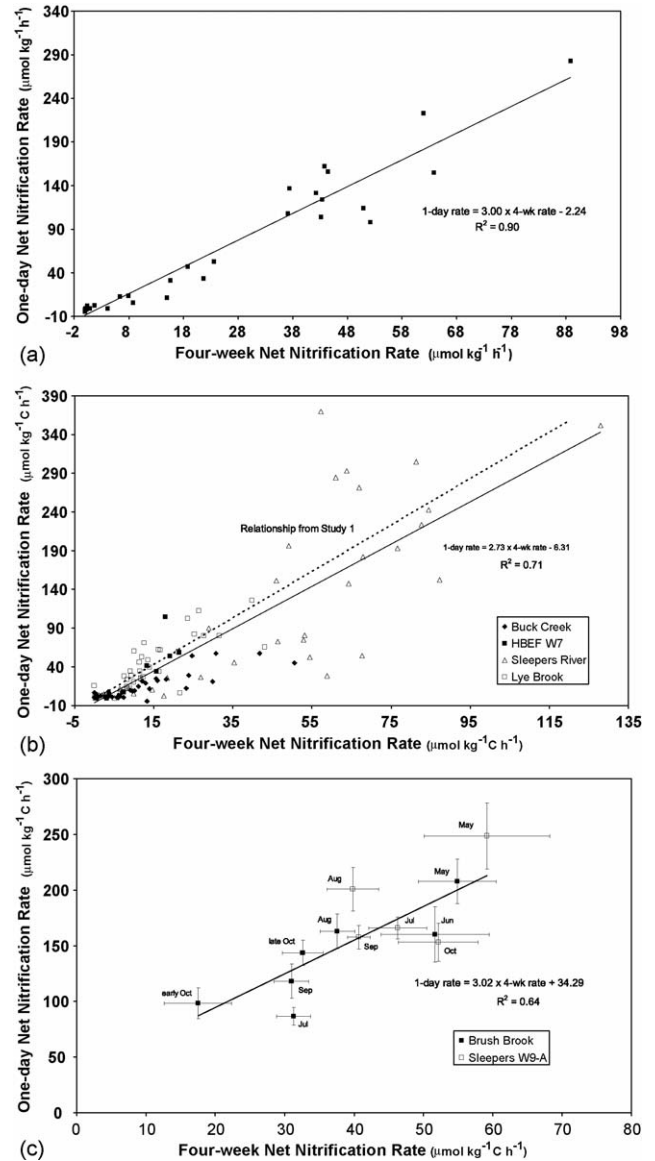 340
290
240
190
140
90
40
-10
One-day Net Nitrification Rate (μmol kg⁻¹h⁻¹)
1-day rate = 3.00 x 4-wk rate - 2.24
R² = 0.90
-2 8 18 28 38 48 58 68 78 88 98
(a) Four-week Net Nitrification Rate (μmol kg⁻¹ h⁻¹)
390
340
290
240
190
140
90
40
-10
One-day Net Nitrification Rate (μmol kg⁻¹C h⁻¹)
Relationship from Study 1
1-day rate = 2.73 x 4-wk rate - 6.31
R² = 0.71
Buck Creek
HBEF W7
Sleepers River
Lye Brook
-5 15 35 55 75 95 115 135
(b) Four-week Net Nitrification Rate (μmol kg⁻¹C h⁻¹)
300
250
200
150
100
50
0
One-day Net Nitrification Rate (μmol kg⁻¹C h⁻¹)
May
Aug
May
Aug
Jul
Jun
late Oct
Sep
Oct
early Oct
Sep
Jul
1-day rate = 3.02 x 4-wk rate + 34.29
R² = 0.64
Brush Brook
Sleepers W9-A
0 10 20 30 40 50 60 70 80
(c) Four-week Net Nitrification Rate (μmol kg⁻¹C h⁻¹)